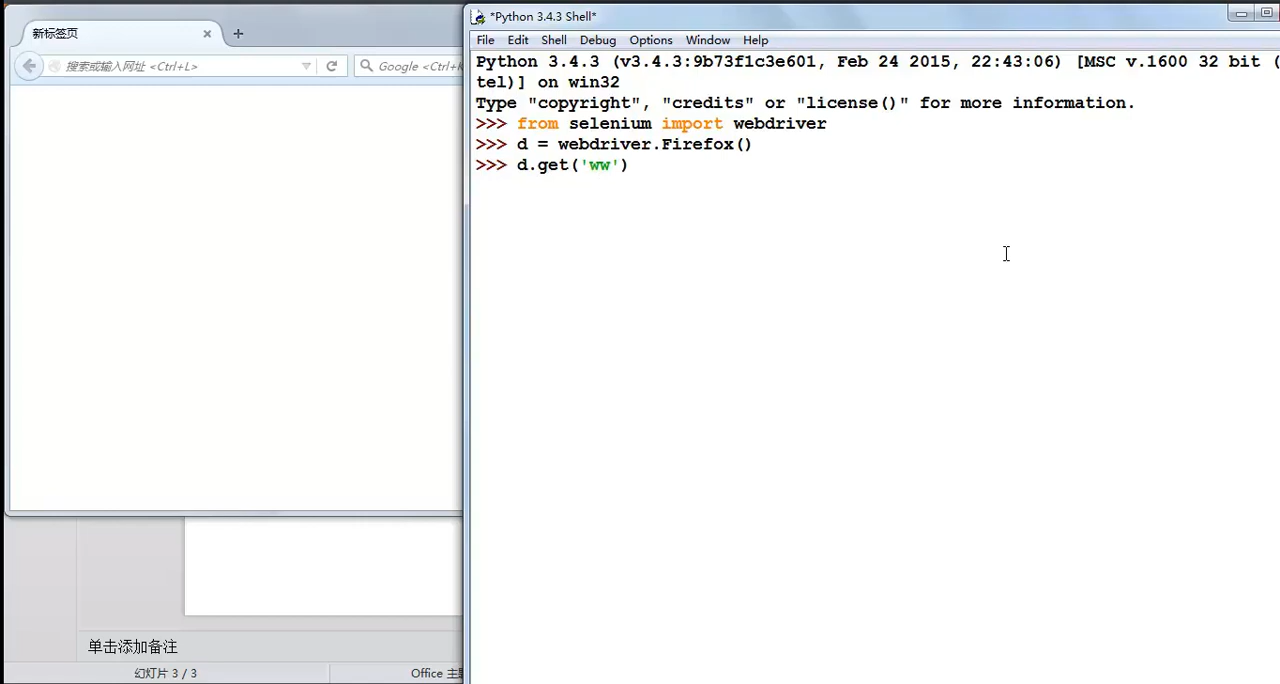 新标签页
搜索或输入网址 <Ctrl+L>
Google <Ctrl+K
*Python 3.4.3 Shell*
File Edit Shell Debug Options Window Help
Python 3.4.3 (v3.4.3:9b73f1c3e601, Feb 24 2015, 22:43:06) [MSC v.1600 32 bit (
tel)] on win32
Type "copyright", "credits" or "license()" for more information.
>>> from selenium import webdriver
>>> d = webdriver.Firefox()
>>> d.get('ww')
单击添加备注
幻灯片 3 / 3
Office 主题